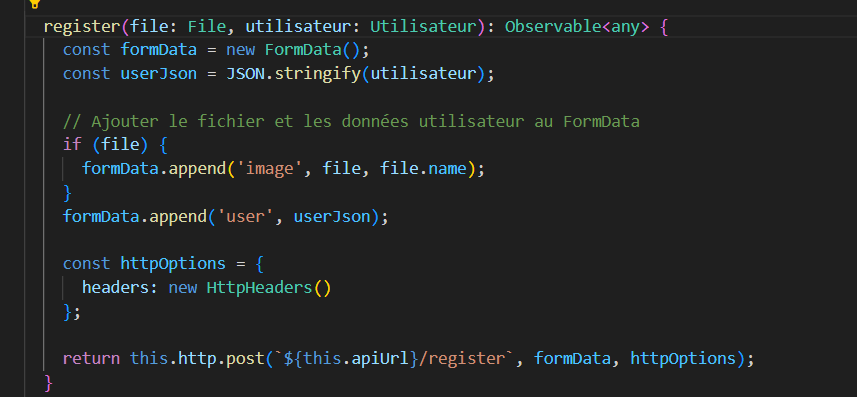 register(file: File, utilisateur: Utilisateur): Observable<any> {
const formData = new FormData();
const userJson = JSON.stringify(utilisateur);
// Ajouter le fichier et les données utilisateur au FormData
if (file) {
formData.append('image', file, file.name);
}
formData.append('user', userJson);
const httpOptions = {
headers: new HttpHeaders()
};
return this.http.post(`${this.apiUrl}/register`, formData, httpOptions);
}